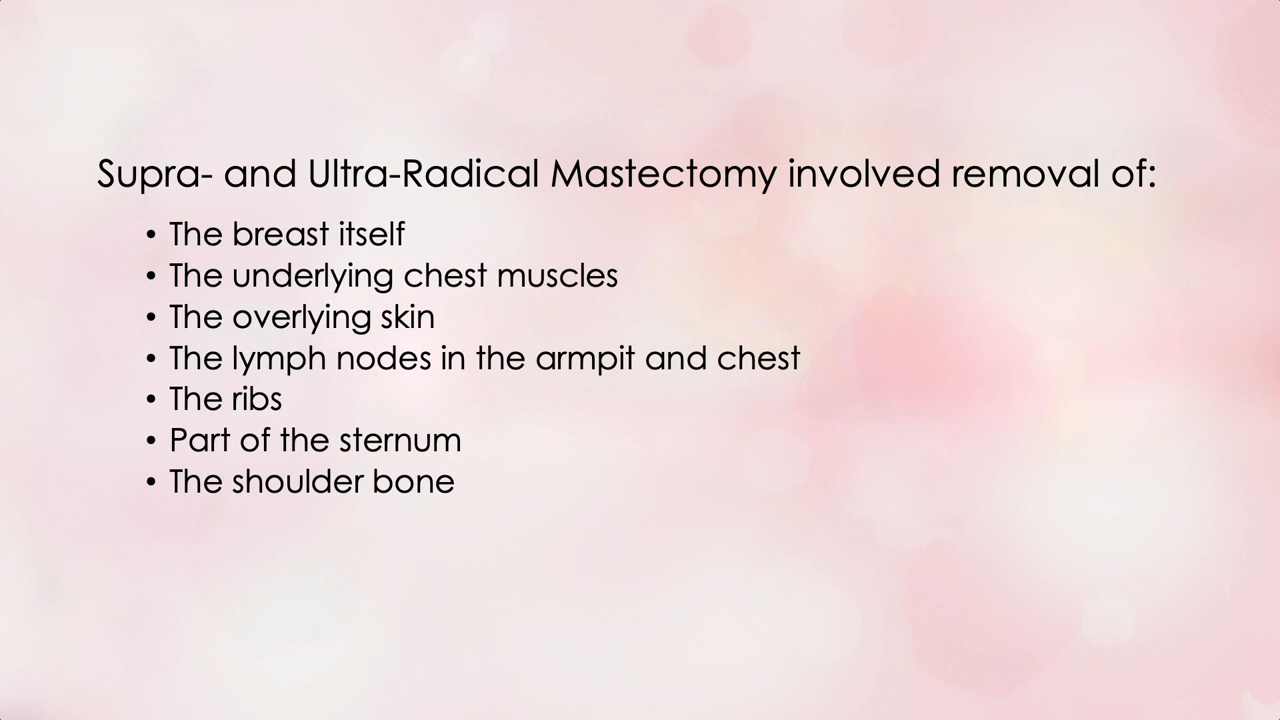 Supra- and Ultra-Radical Mastectomy involved removal of:
• The breast itself
• The underlying chest muscles
• The overlying skin
• The lymph nodes in the armpit and chest
• The ribs
• Part of the sternum
• The shoulder bone